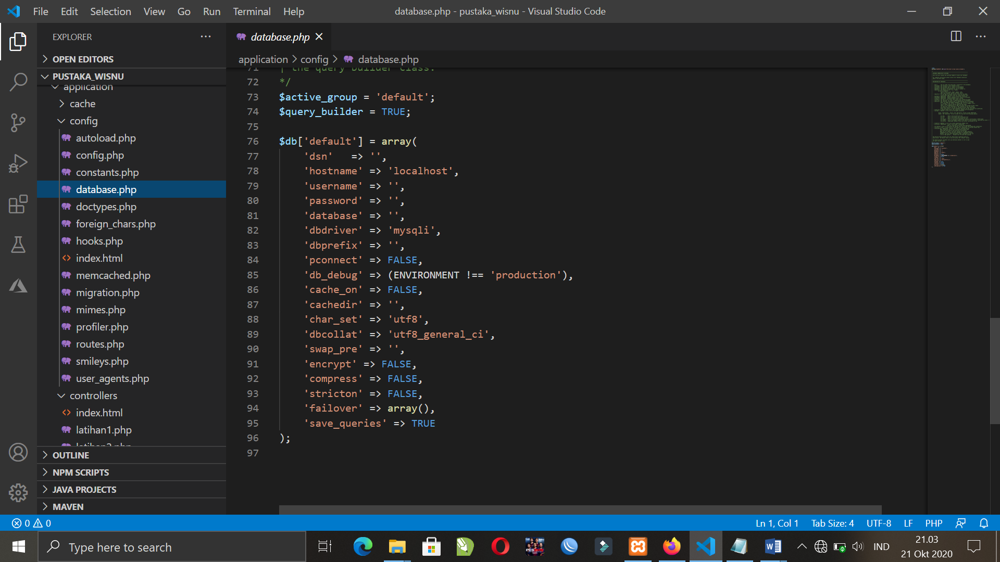 File Edit Selection View Go Run Terminal Help
database.php - pustaka_wisnu - Visual Studio Code
EXPLORER
OPEN EDITORS
PUSTAKA_WISNU
application
cache
config
autoload.php
config.php
constants.php
database.php
doctypes.php
foreign_chars.php
hooks.php
index.html
memcached.php
migration.php
mimes.php
profiler.php
routes.php
smileys.php
user_agents.php
controllers
index.html
latihan1.php
latihan2.php
OUTLINE
NPM SCRIPTS
JAVA PROJECTS
MAVEN
database.php
application > config > database.php
71 | the query builder class.
72 */
73 $active_group = 'default';
74 $query_builder = TRUE;
75
76 $db['default'] = array(
77 'dsn' => '',
78 'hostname' => 'localhost',
79 'username' => '',
80 'password' => '',
81 'database' => '',
82 'dbdriver' => 'mysqli',
83 'dbprefix' => '',
84 'pconnect' => FALSE,
85 'db_debug' => (ENVIRONMENT !== 'production'),
86 'cache_on' => FALSE,
87 'cachedir' => '',
88 'char_set' => 'utf8',
89 'dbcollat' => 'utf8_general_ci',
90 'swap_pre' => '',
91 'encrypt' => FALSE,
92 'compress' => FALSE,
93 'stricton' => FALSE,
94 'failover' => array(),
95 'save_queries' => TRUE
96 );
97
0 0
Ln 1, Col 1 Tab Size: 4 UTF-8 LF PHP
Type here to search
IND
21.03
21 Okt 2020